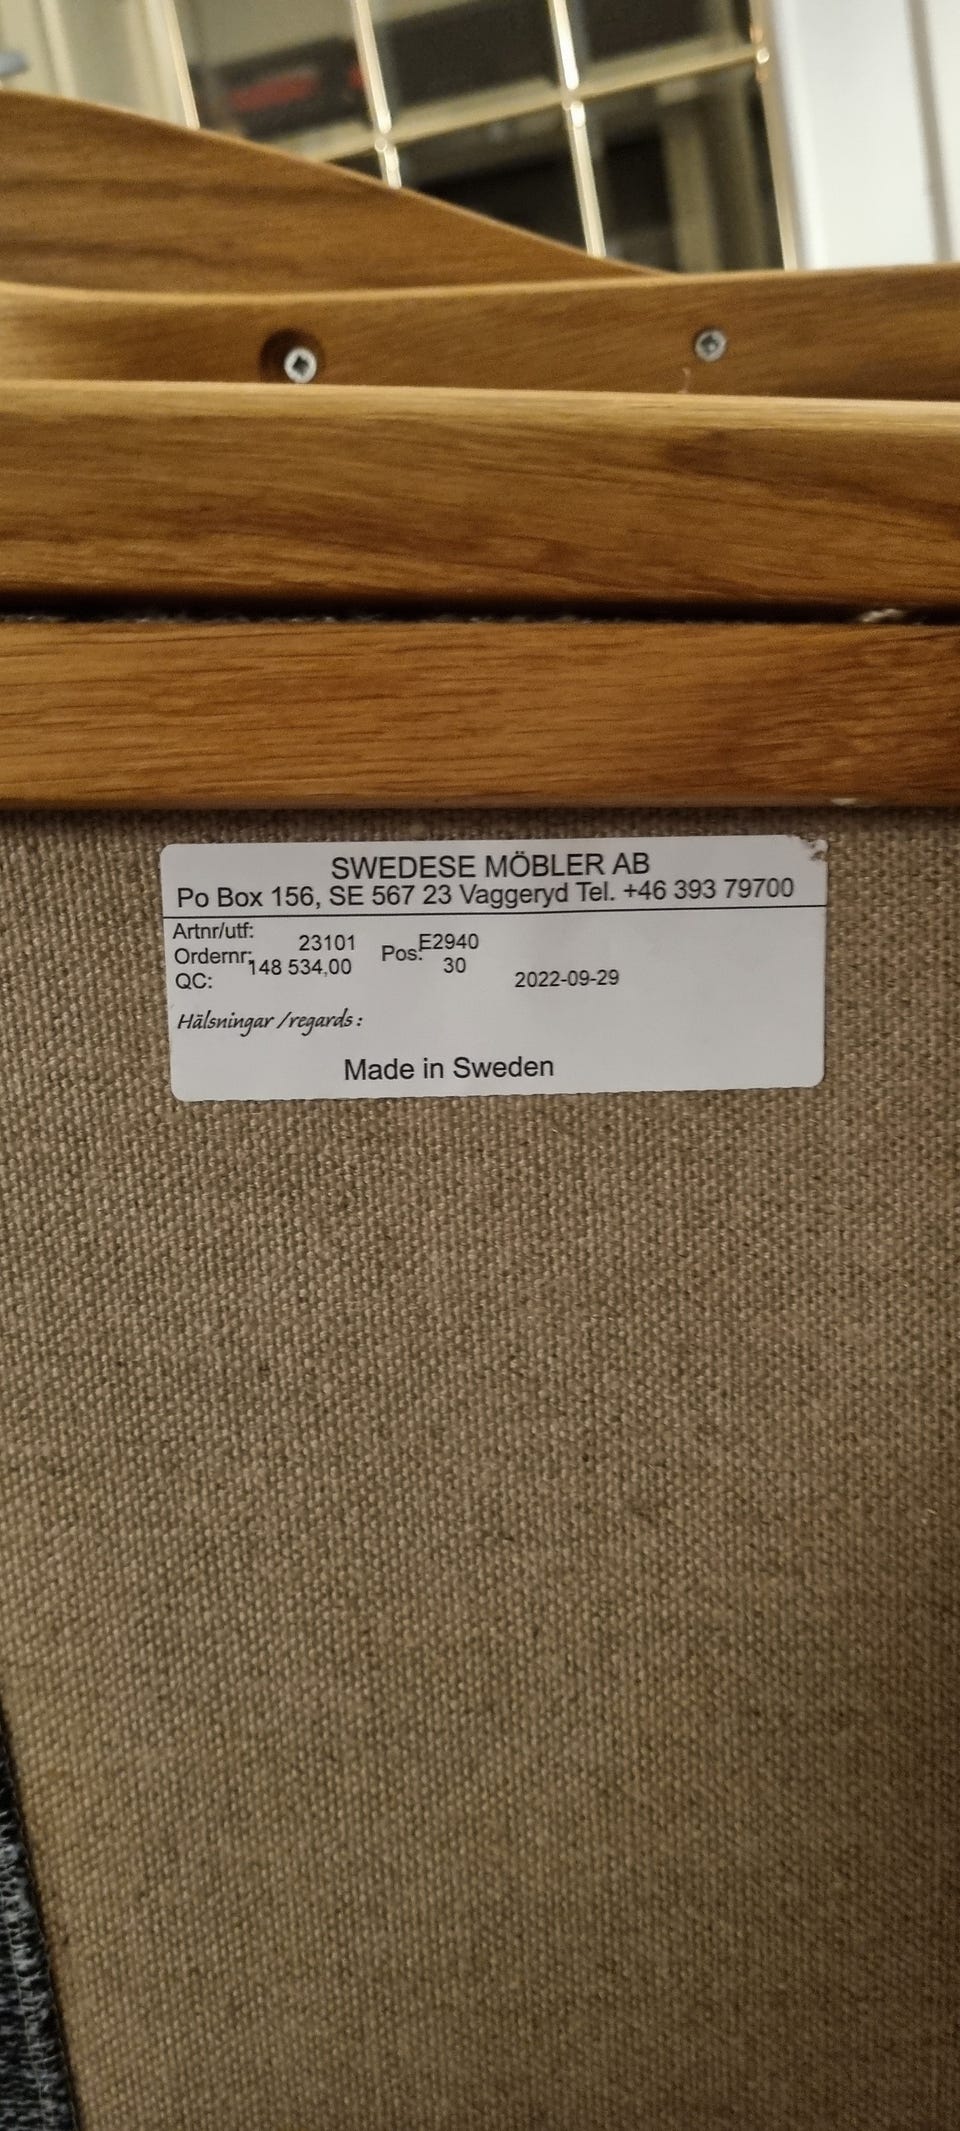 SWEDESE MÖBLER AB
Po Box 156, SE 567 23 Vaggeryd Tel. +46 393 79700
Artnr/utf: 23101 E2940
Ordernr: 148 534,00 Pos: 30
QC: 2022-09-29
Hälsningar /regards :
Made in Sweden